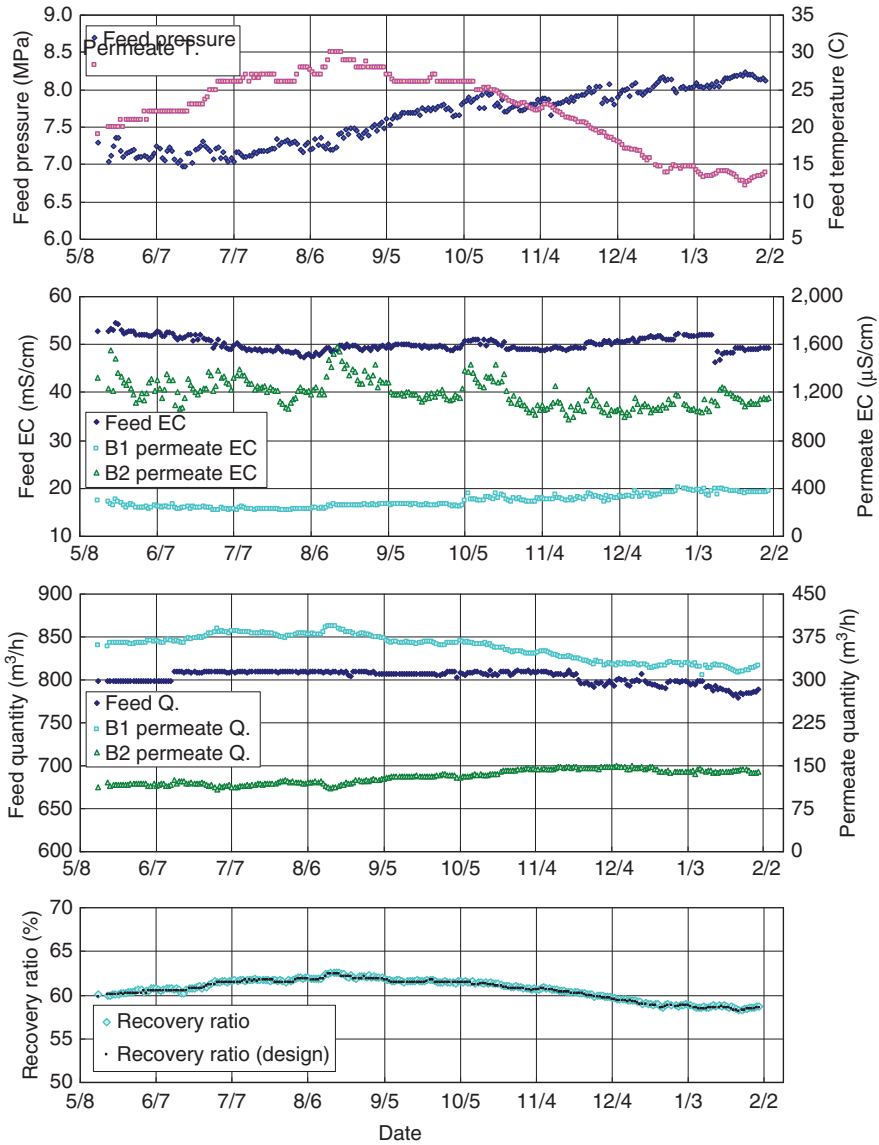 Feed pressure (MPa)
9.0
8.5
8.0
7.5
7.0
6.5
6.0
Feed pressure
Permeate T.
35
30
25
20
15
10
5
Feed temperature (C)
5/8 6/7 7/7 8/6 9/5 10/5 11/4 12/4 1/3 2/2
Feed EC (mS/cm)
60
50
40
30
20
10
Feed EC
B1 permeate EC
B2 permeate EC
2,000
1,600
1,200
800
400
0
Permeate EC (μS/cm)
5/8 6/7 7/7 8/6 9/5 10/5 11/4 12/4 1/3 2/2
Feed quantity (m³/h)
900
850
800
750
700
650
600
Feed Q.
B1 permeate Q.
B2 permeate Q.
450
375
300
225
150
75
0
Permeate quantity (m³/h)
5/8 6/7 7/7 8/6 9/5 10/5 11/4 12/4 1/3 2/2
Recovery ratio (%)
70
65
60
55
50
Recovery ratio
Recovery ratio (design)
5/8 6/7 7/7 8/6 9/5 10/5 11/4 12/4 1/3 2/2
Date